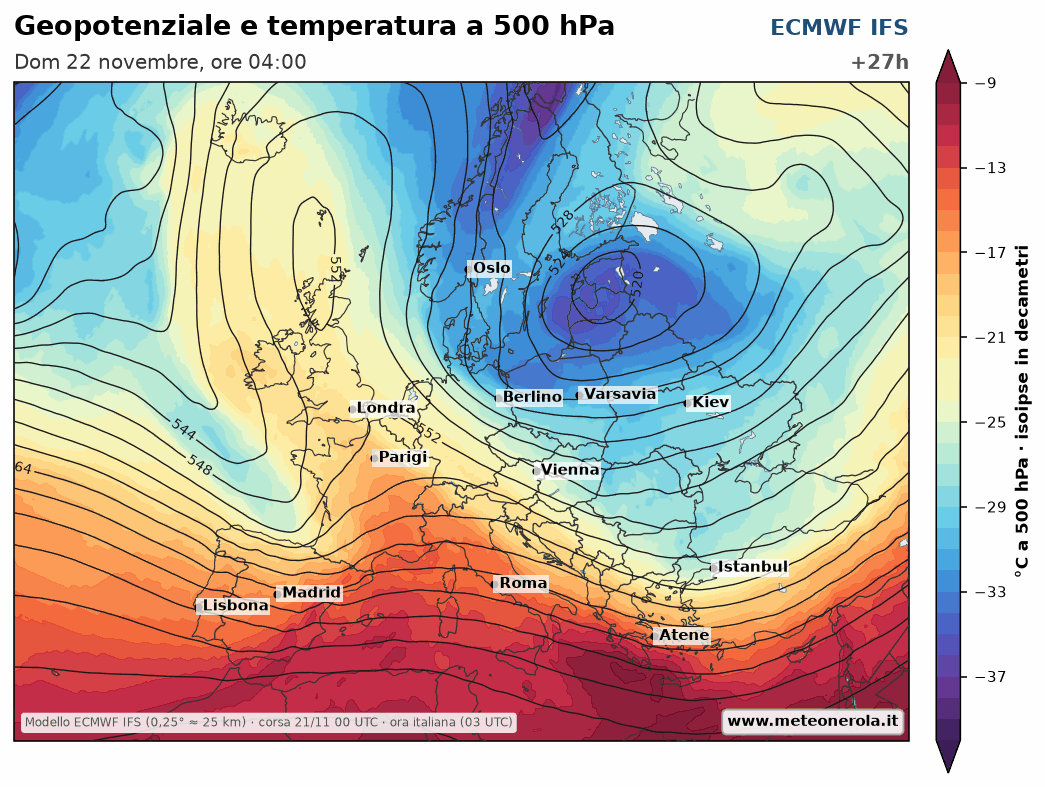 Geopotenziale e temperatura a 500 hPa
ECMWF IFS
Dom 22 novembre, ore 04:00
+27h
−9
−13
−17
−21
−25
−29
−33
−37
°C a 500 hPa · isoipse in decametri
528
524
520
552
Oslo
Berlino
Varsavia
Kiev
Londra
552
544
548
64
Parigi
Vienna
Istanbul
Roma
Madrid
Lisbona
Atene
Modello ECMWF IFS (0,25° ≈ 25 km) · corsa 21/11 00 UTC · ora italiana (03 UTC)
www.meteonerola.it